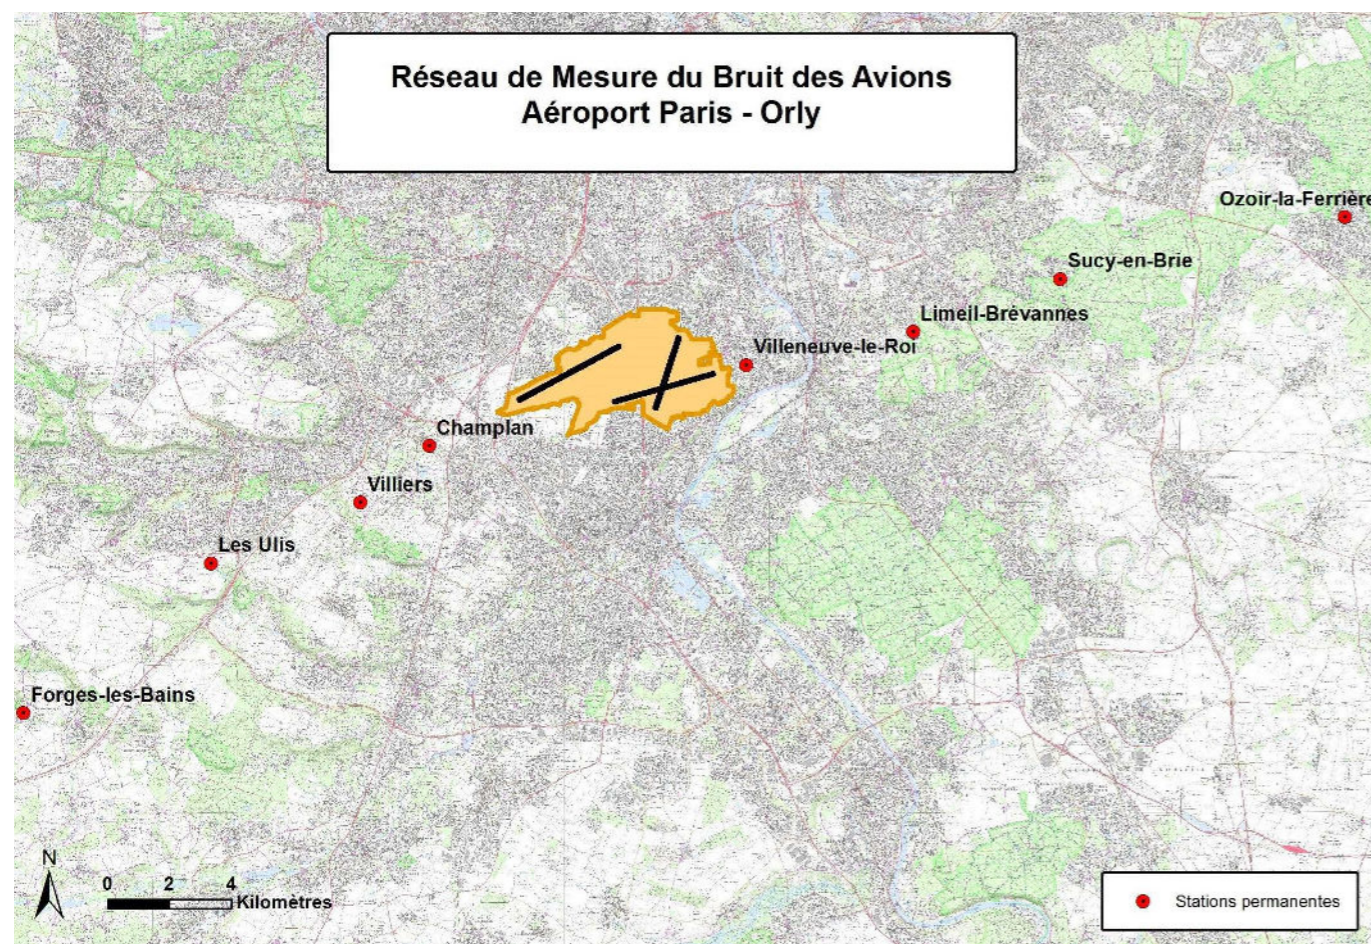 Réseau de Mesure du Bruit des Avions
Aéroport Paris - Orly
Ozoir-la-Ferrière
Sucy-en-Brie
Limeil-Brévannes
Villeneuve-le-Roi
Champlan
Villiers
Les Ulis
Forges-les-Bains
N
0 2 4
Kilomètres
Stations permanentes